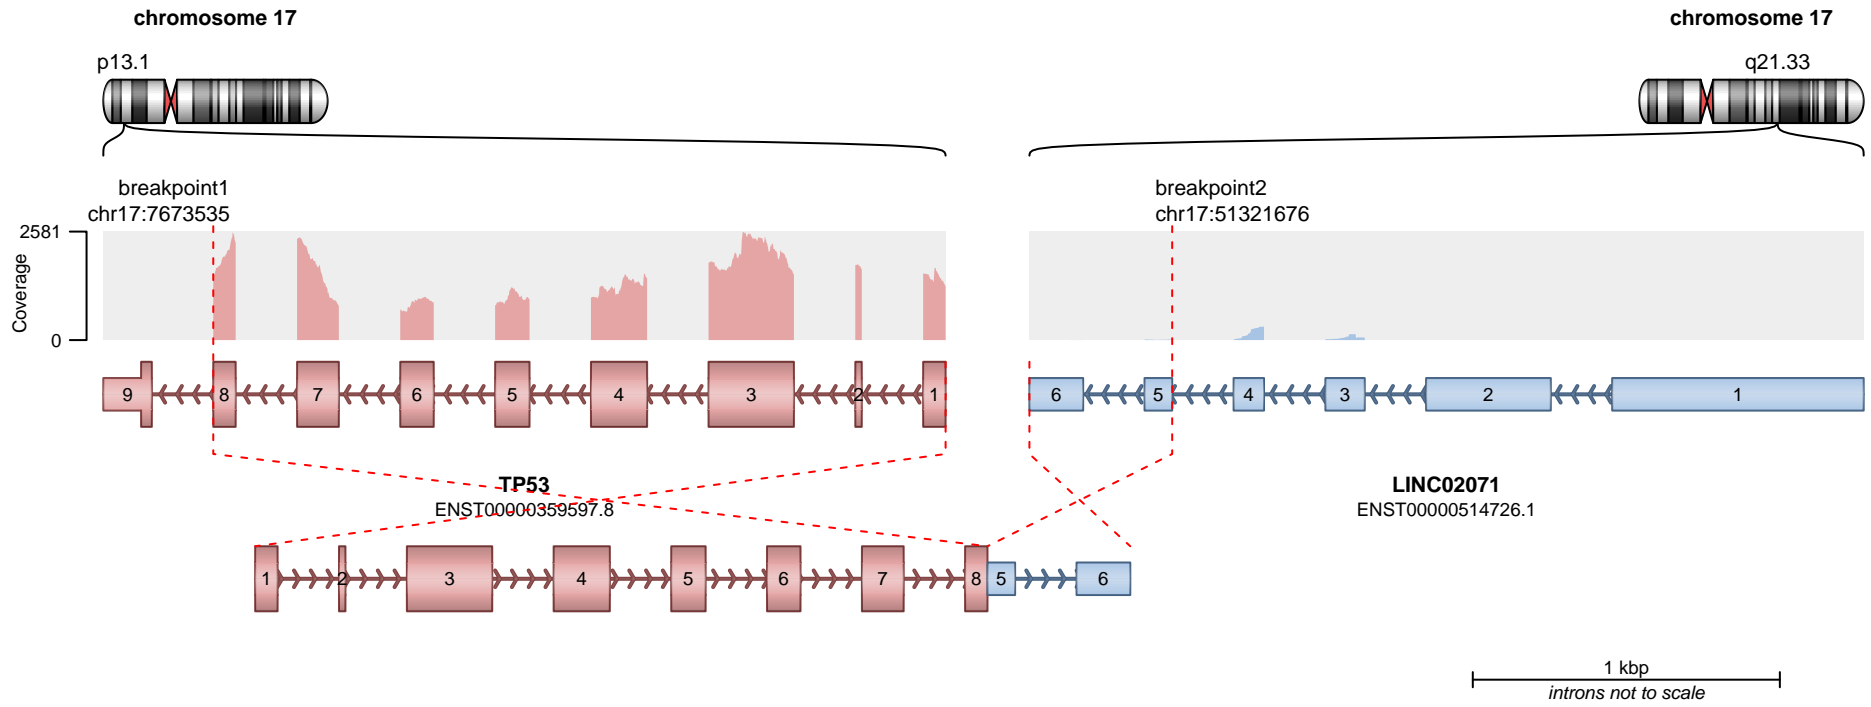 chromosome 17
chromosome 17
p13.1
q21.33
breakpoint1
chr17:7673535
breakpoint2
chr17:51321676
2581
Coverage
0
9 8 7 6 5 4 3 2 1
6 5 4 3 2 1
TP53
ENST00000359597.8
LINC02071
ENST00000514726.1
1 2 3 4 5 6 7 8 5 6
1 kbp
introns not to scale